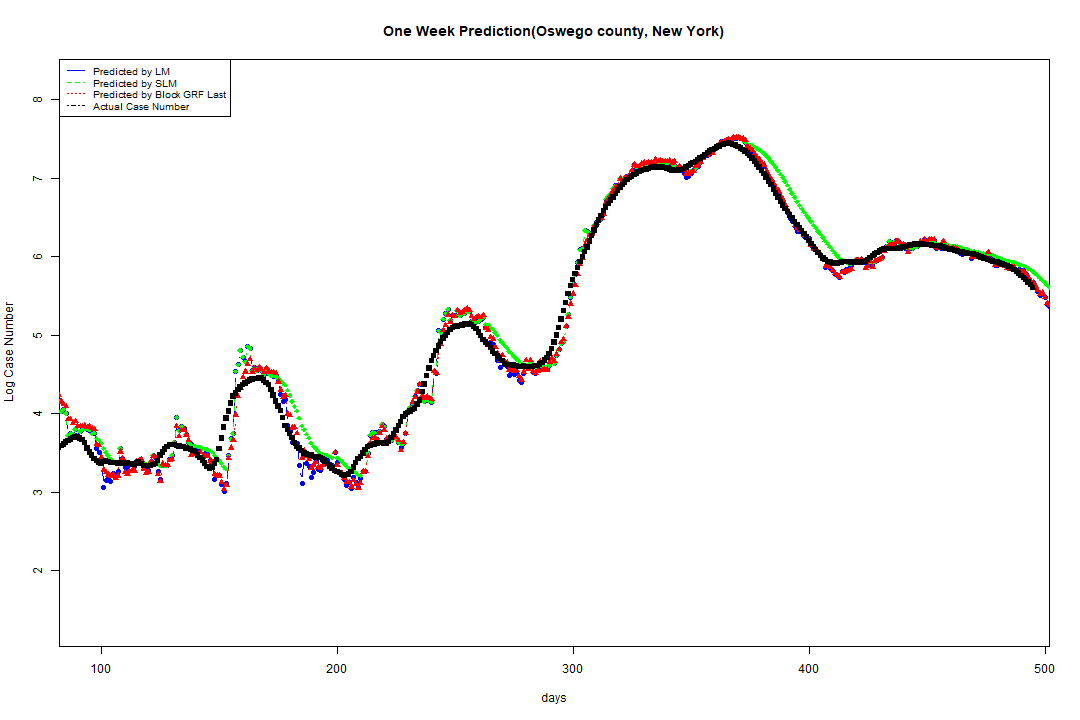 One Week Prediction(Oswego county, New York)
Predicted by LM
Predicted by SLM
Predicted by Block GRF Last
Actual Case Number
8
7
6
5
4
3
2
Log Case Number
100 200 300 400 500
days